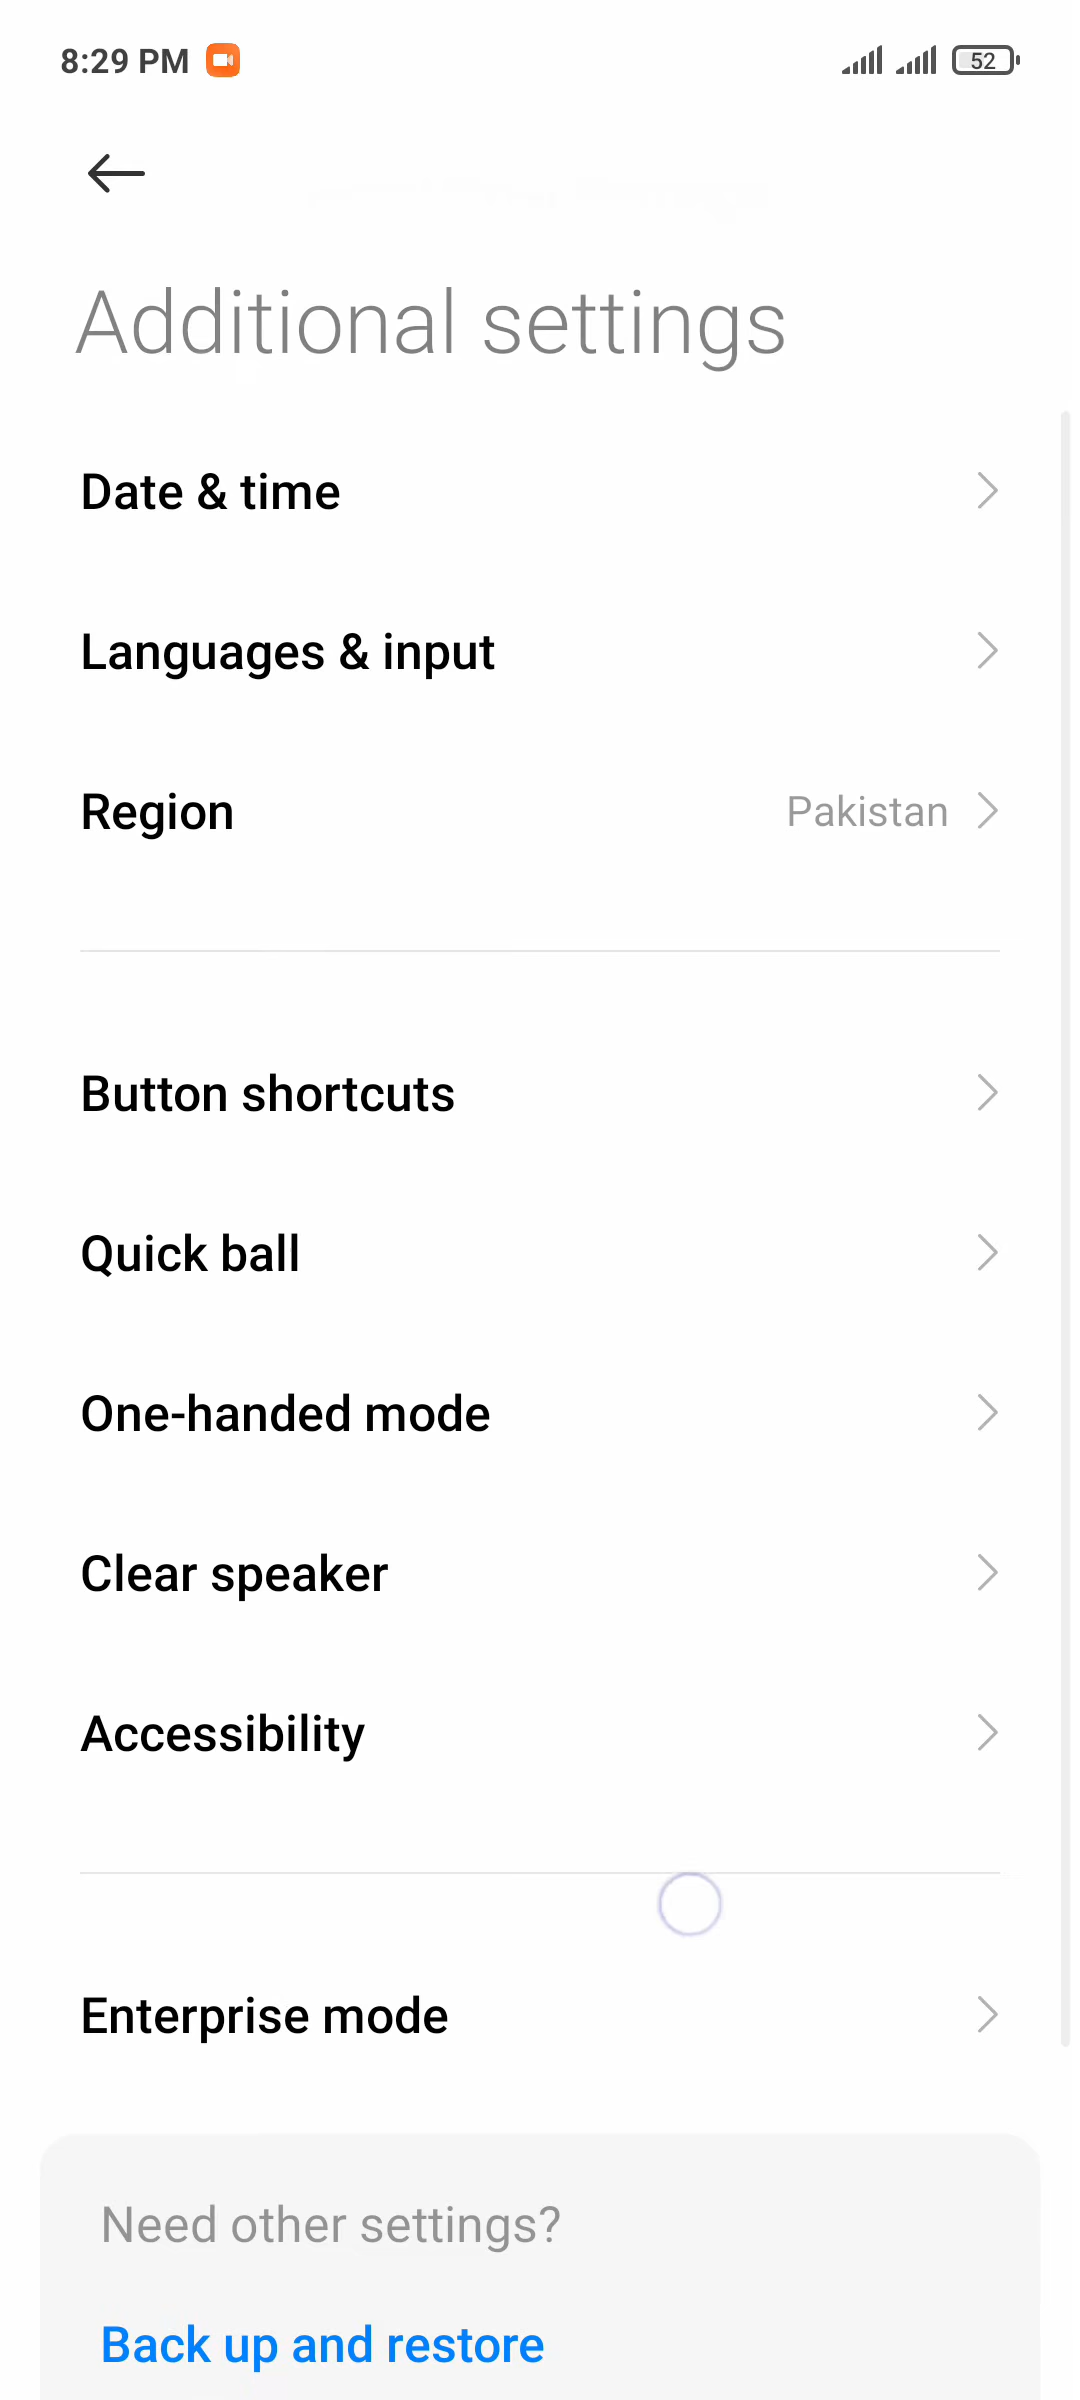 8:29 PM
52
Additional settings
Date & time
Languages & input
Region
Pakistan
Button shortcuts
Quick ball
One-handed mode
Clear speaker
Accessibility
Enterprise mode
Need other settings?
Back up and restore